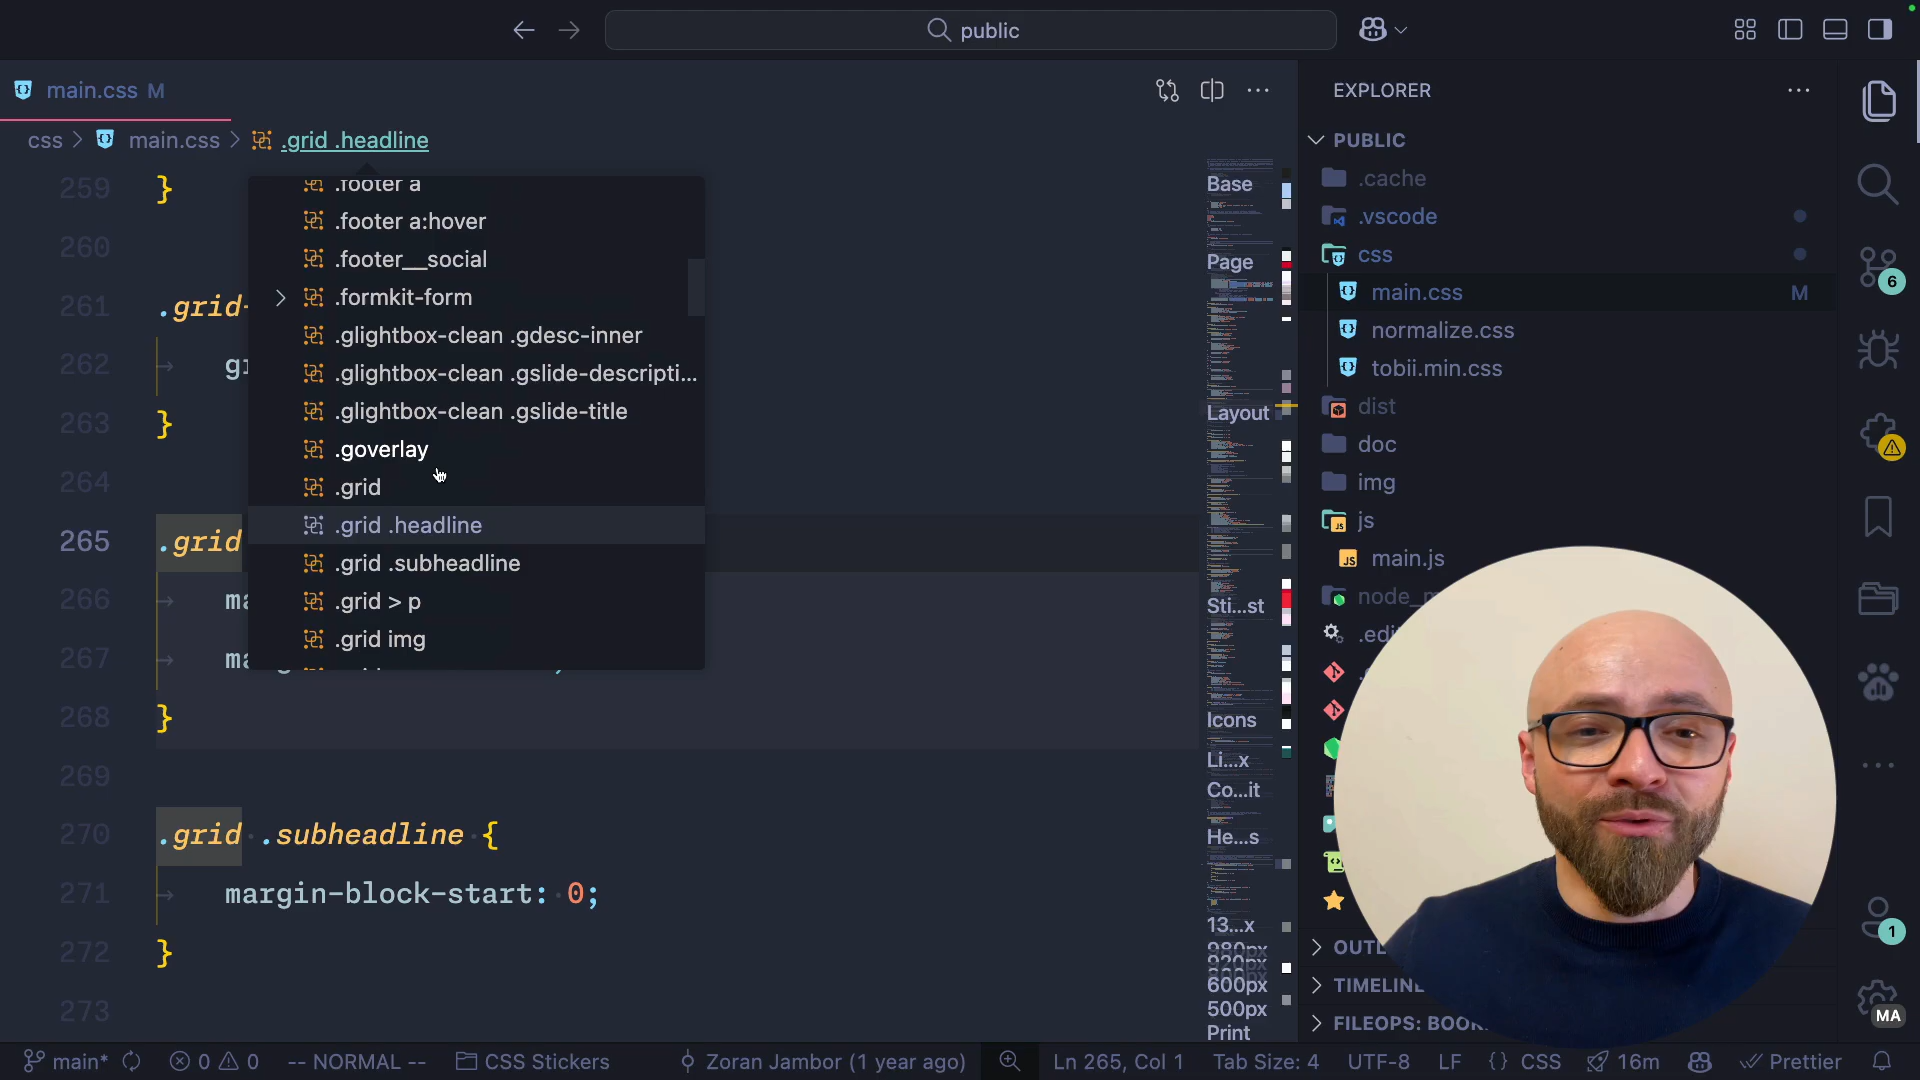 public
main.css M
EXPLORER
css > main.css > .grid .headline
PUBLIC
.cache
.vscode
css
main.css M
normalize.css
tobii.min.css
dist
doc
img
js
main.js
OUTL
TIMELINE
FILEOPS: BOOK
6
1
MA
259 }
260
261 .grid-
262 gr
263 }
264
265 .grid
266 ma
267 ma
268 }
269
270 .grid .subheadline {
271 margin-block-start: 0;
272 }
273
.footer a
.footer a:hover
.footer__social
.formkit-form
.glightbox-clean .gdesc-inner
.glightbox-clean .gslide-descripti...
.glightbox-clean .gslide-title
.goverlay
.grid
.grid .headline
.grid .subheadline
.grid > p
.grid img
Base
Page
Layout
Sti...st
Icons
Li...x
Co...it
He...s
13...x
980px
920px
600px
500px
Print
main* 0 0 -- NORMAL -- CSS Stickers Zoran Jambor (1 year ago) Ln 265, Col 1 Tab Size: 4 UTF-8 LF {} CSS 16m Prettier